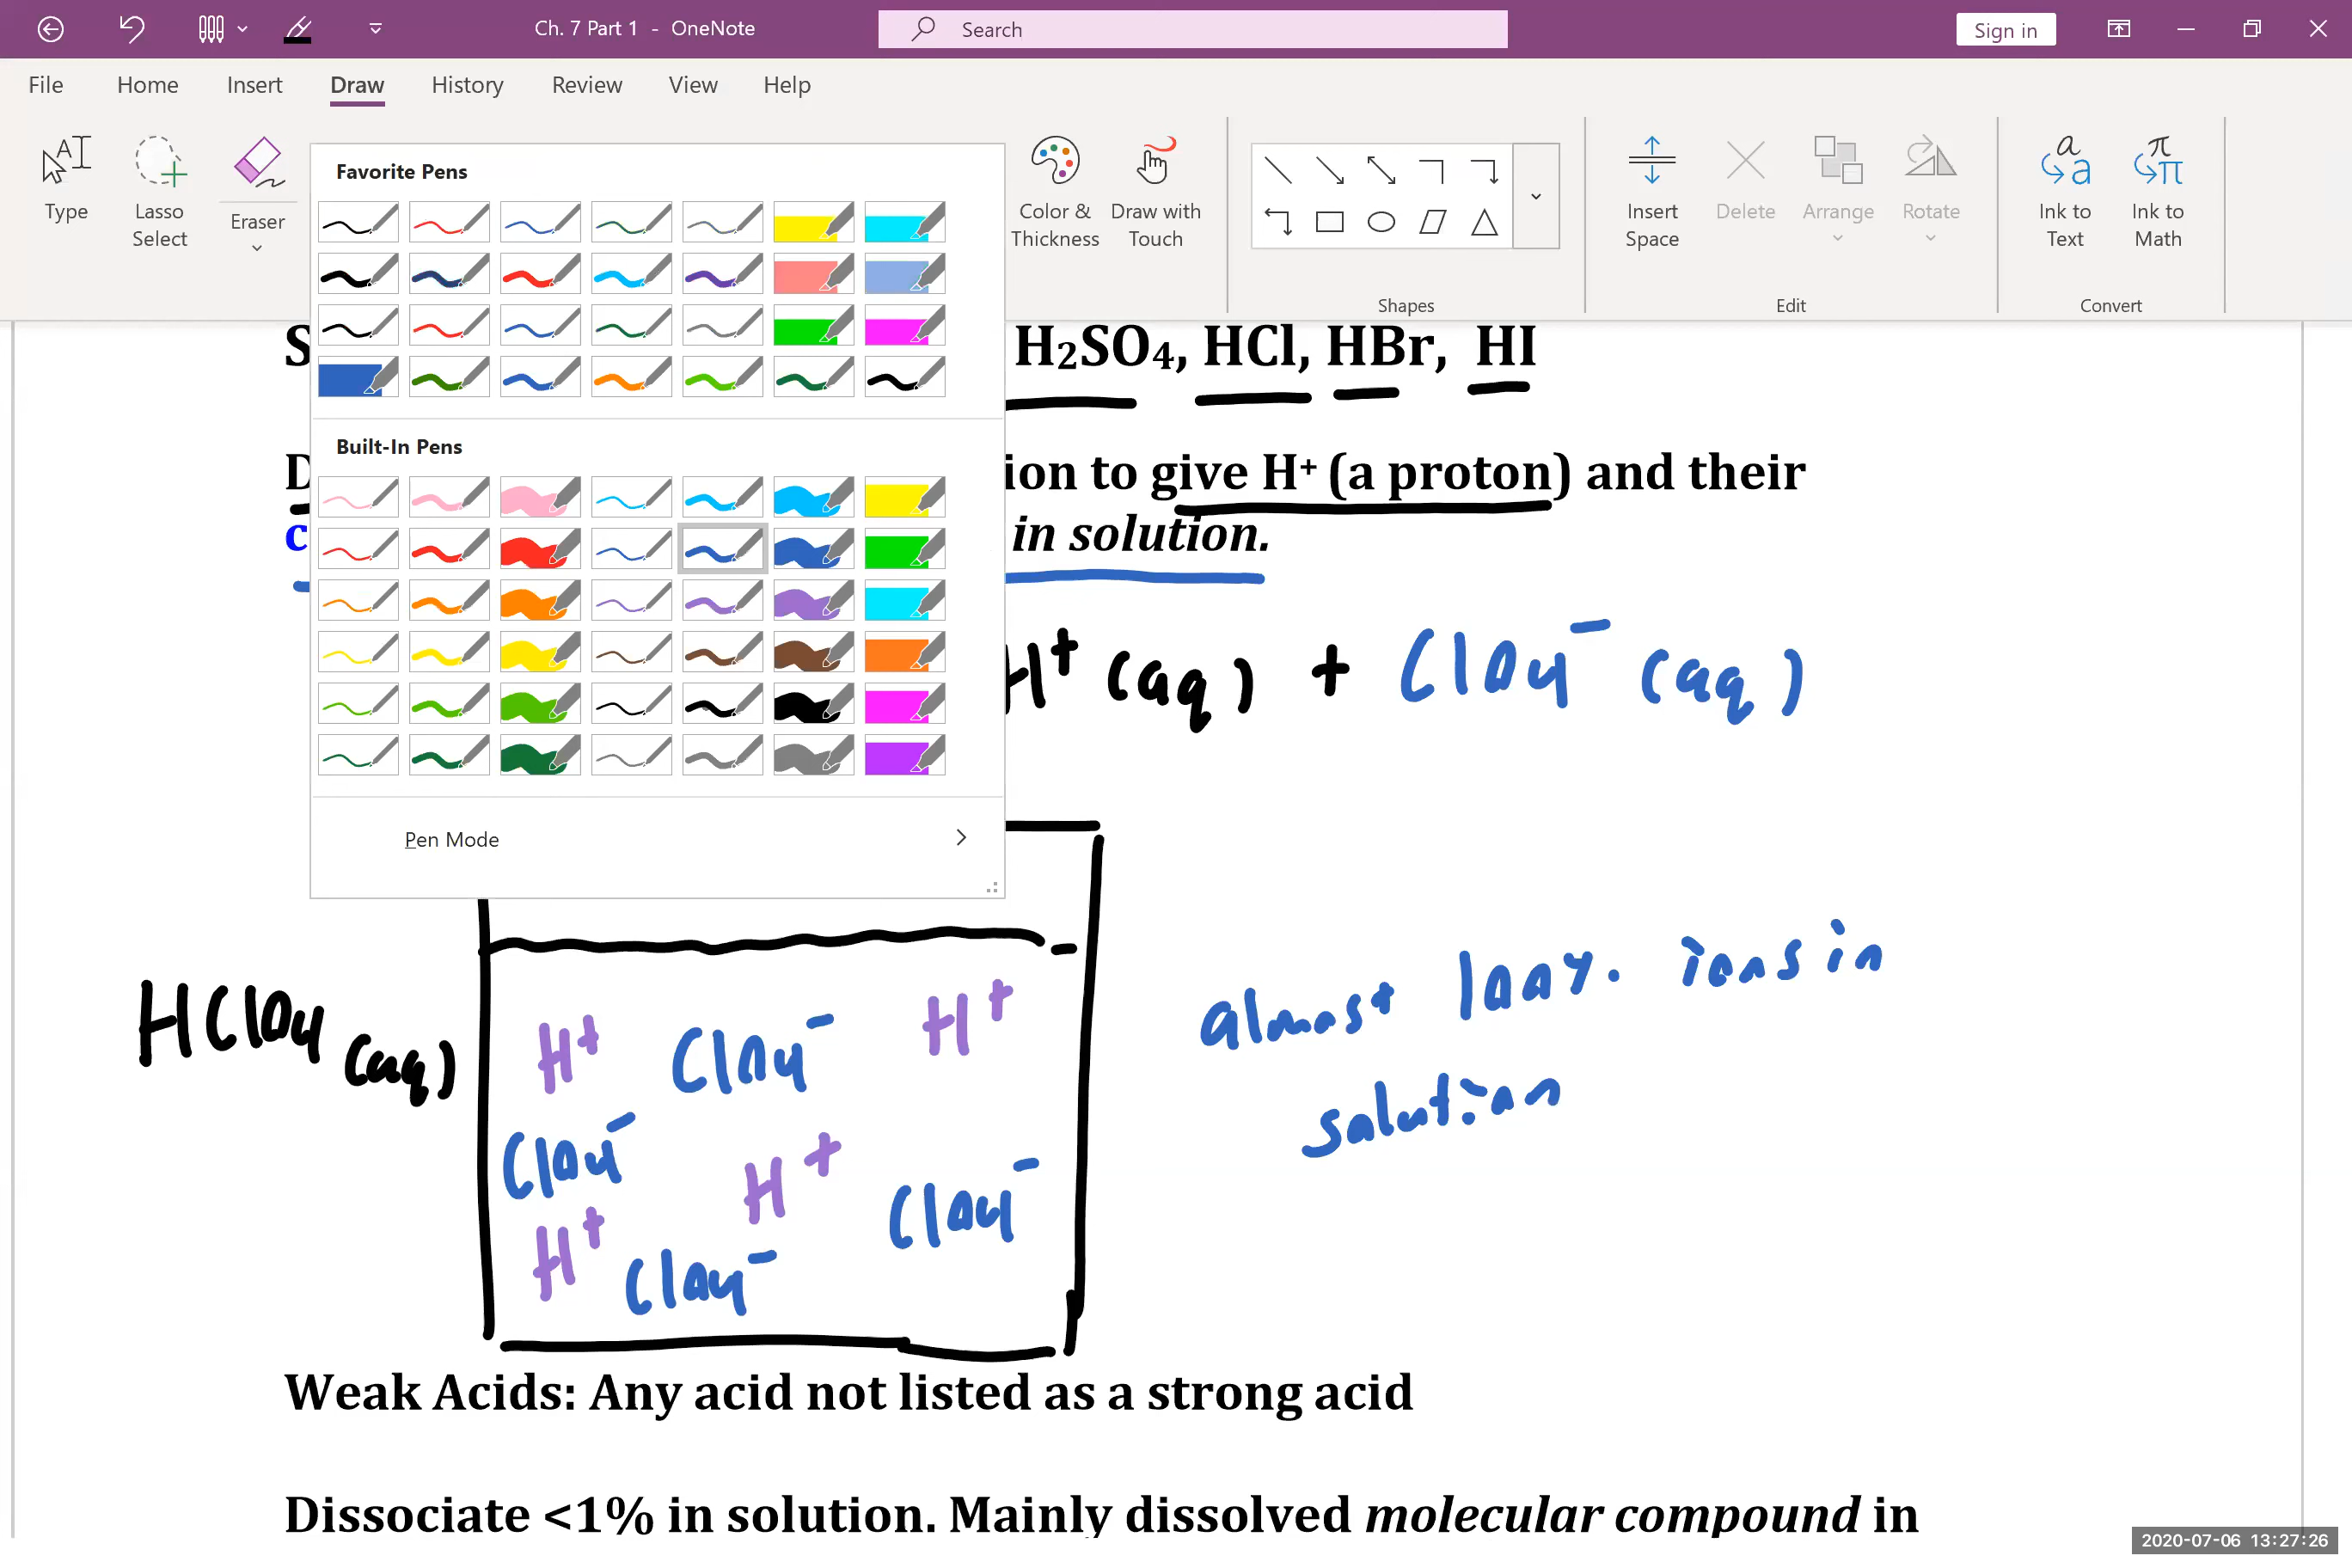 Ch. 7 Part 1 - OneNote
Search
Sign in
File Home Insert Draw History Review View Help
Type
Lasso Select
Eraser
Favorite Pens
Built-In Pens
Pen Mode
Color & Thickness
Draw with Touch
Shapes
Insert Space
Delete
Arrange
Rotate
Edit
Ink to Text
Ink to Math
Convert
S H₂SO₄, HCl, HBr, HI
D ion to give H⁺ (a proton) and their
c in solution.
H⁺ (aq) + ClO₄⁻ (aq)
HClO₄ (aq)
H⁺ ClO₄⁻ H⁺
ClO₄⁻ H⁺ ClO₄⁻
H⁺ ClO₄⁻
almost 100%. ions in
solution
Weak Acids: Any acid not listed as a strong acid
Dissociate <1% in solution. Mainly dissolved molecular compound in
2020-07-06 13:27:26